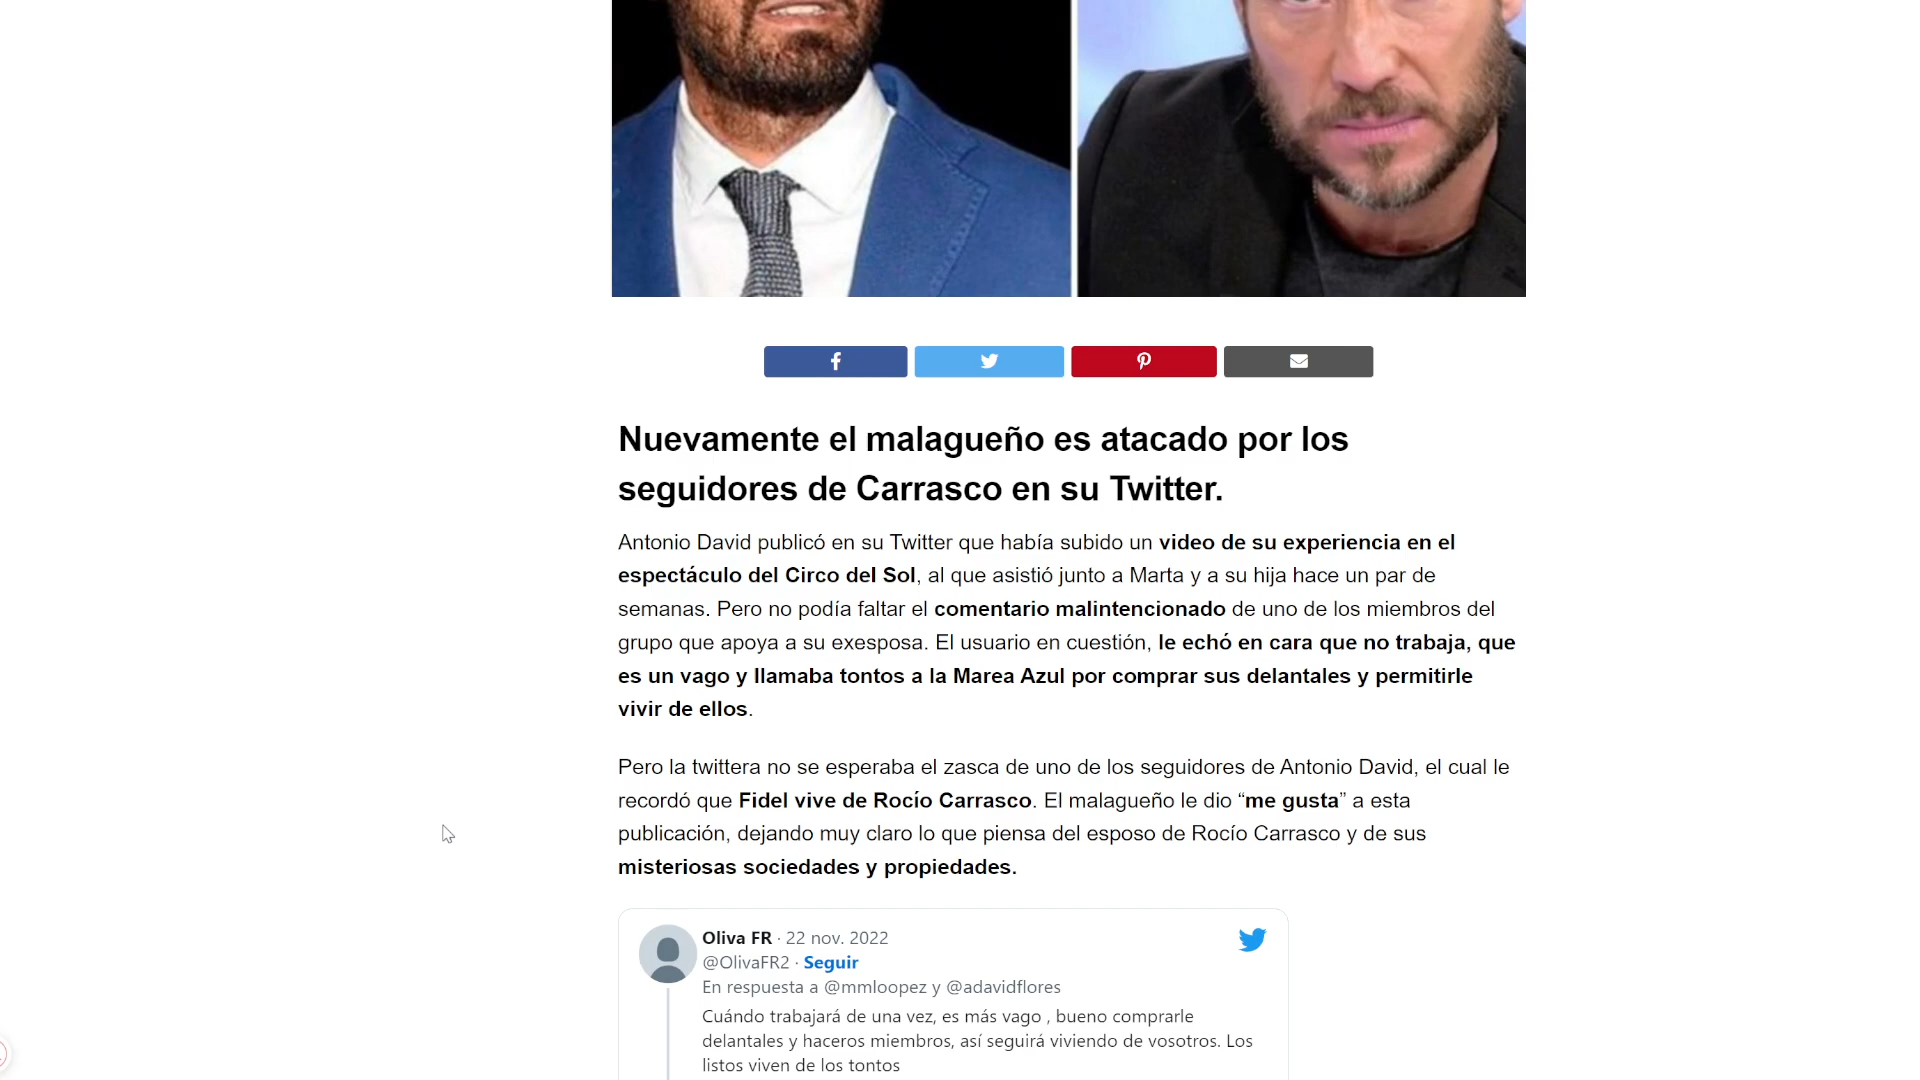 Nuevamente el malagueño es atacado por los
seguidores de Carrasco en su Twitter.
Antonio David publicó en su Twitter que había subido un video de su experiencia en el
espectáculo del Circo del Sol, al que asistió junto a Marta y a su hija hace un par de
semanas. Pero no podía faltar el comentario malintencionado de uno de los miembros del
grupo que apoya a su exesposa. El usuario en cuestión, le echó en cara que no trabaja, que
es un vago y llamaba tontos a la Marea Azul por comprar sus delantales y permitirle
vivir de ellos.
Pero la twittera no se esperaba el zasca de uno de los seguidores de Antonio David, el cual le
recordó que Fidel vive de Rocío Carrasco. El malagueño le dio “me gusta” a esta
publicación, dejando muy claro lo que piensa del esposo de Rocío Carrasco y de sus
misteriosas sociedades y propiedades.
Oliva FR · 22 nov. 2022
@OlivaFR2 · Seguir
En respuesta a @mmloopez y @adavidflores
Cuándo trabajará de una vez, es más vago , bueno comprarle
delantales y haceros miembros, así seguirá viviendo de vosotros. Los
listos viven de los tontos